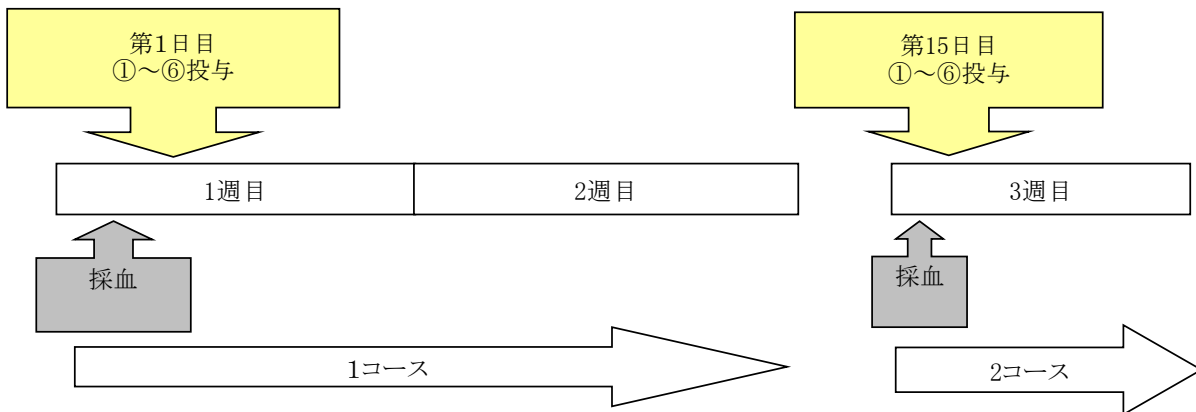 第1日目
①～⑥投与
第15日目
①～⑥投与
1週目
2週目
3週目
採血
採血
1コース
2コース